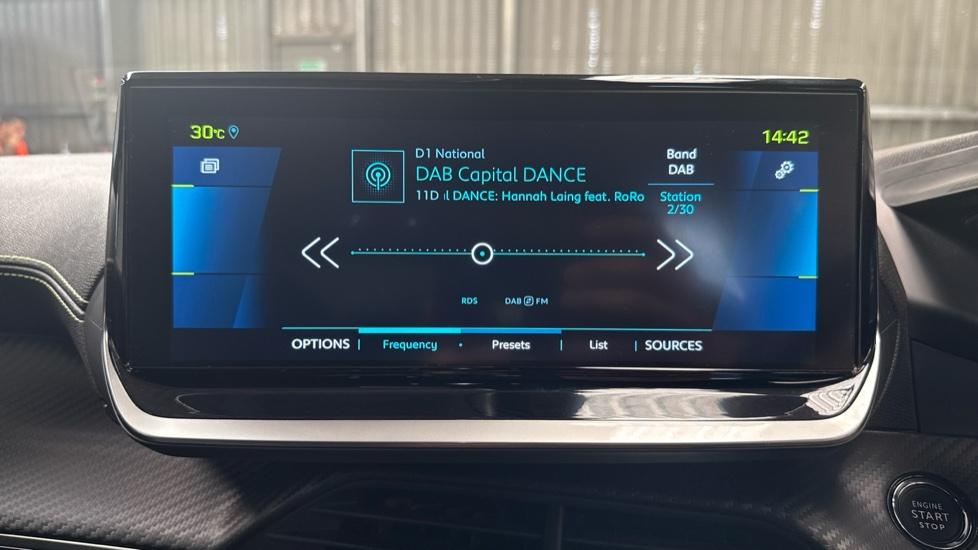 30°C
14:42
D1 National
DAB Capital DANCE
11D il DANCE: Hannah Laing feat. RoRo
Band
DAB
Station
2/30
RDS
DAB FM
OPTIONS | Frequency • Presets | List | SOURCES
ENGINE
START
STOP